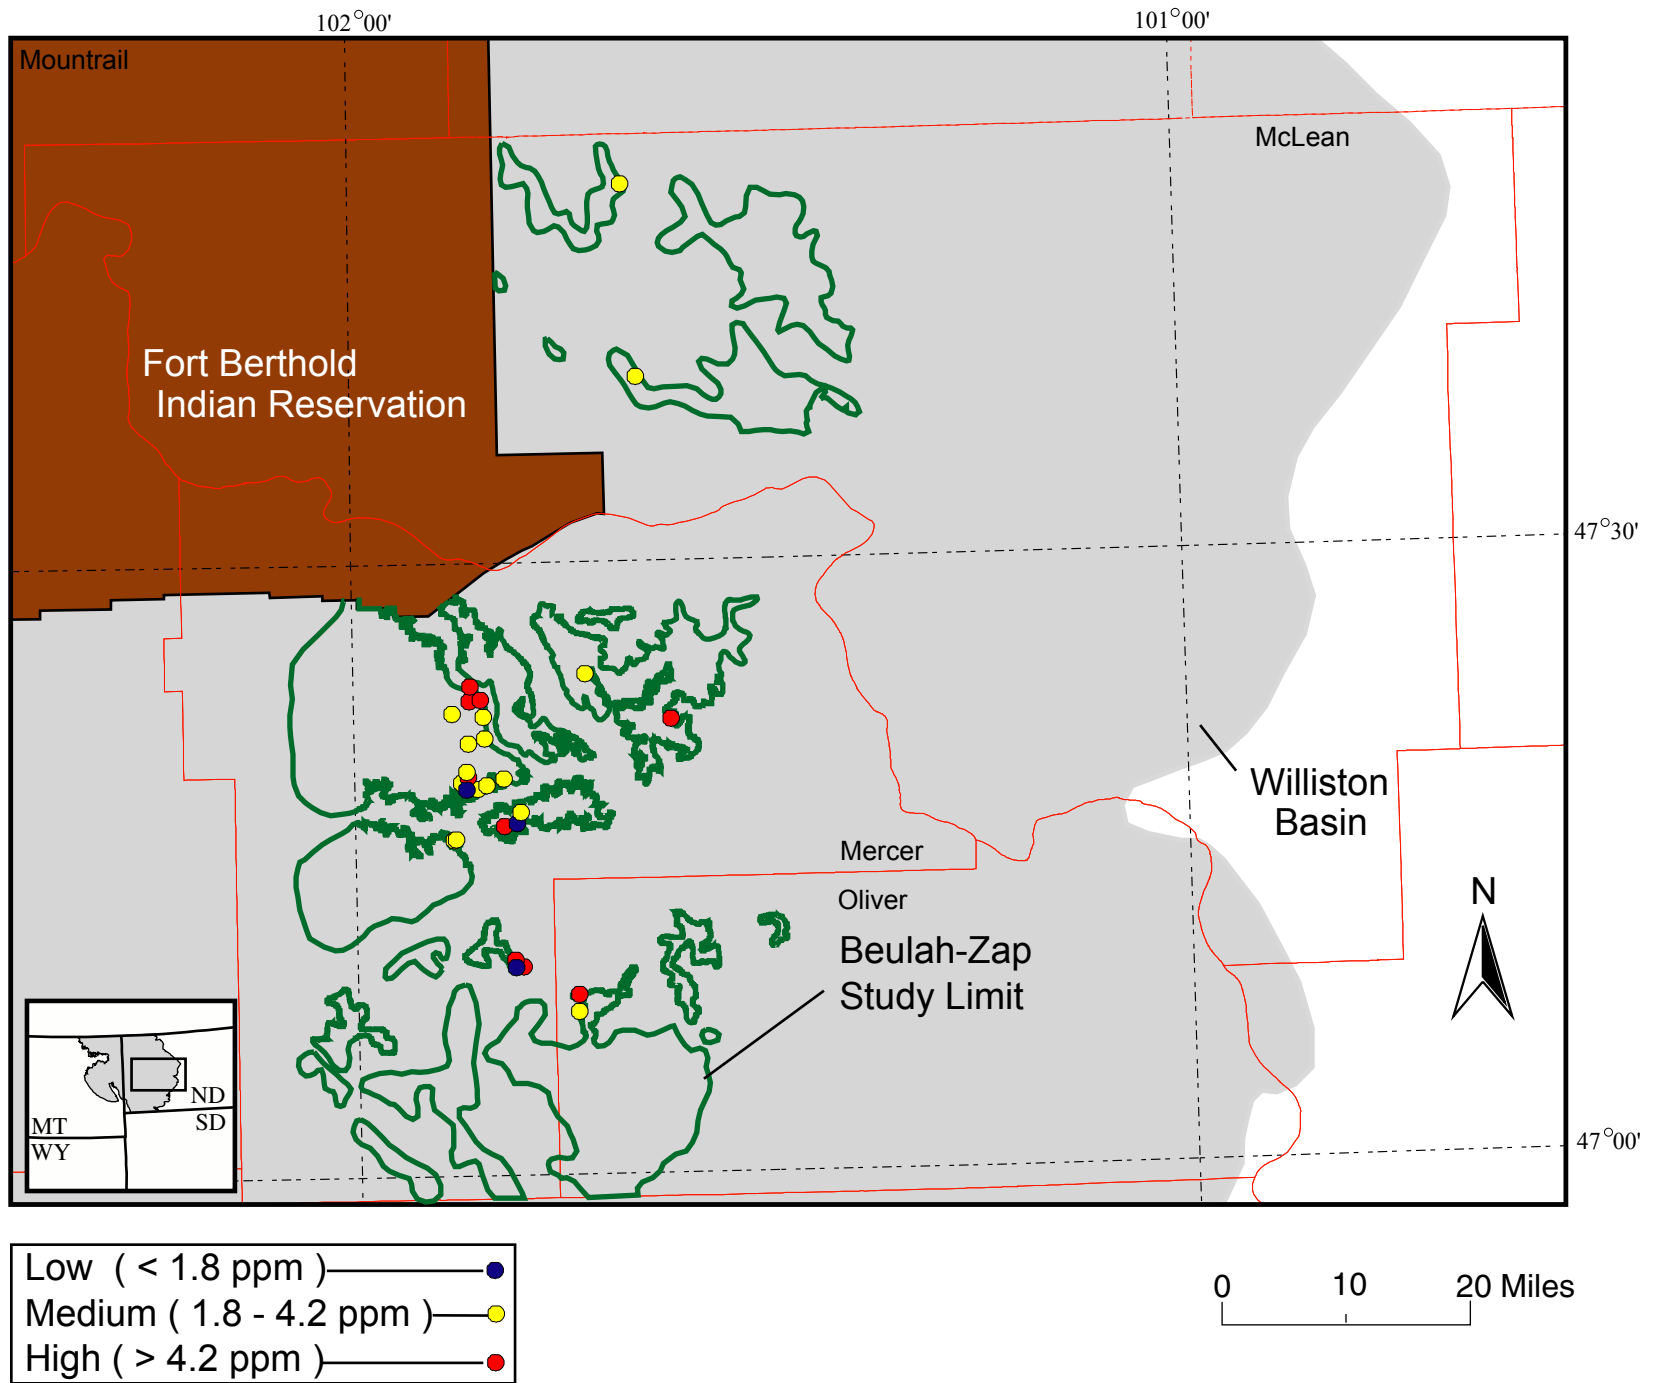 102°00'
101°00'
Mountrail
McLean
Fort Berthold
Indian Reservation
47°30'
Williston
Basin
Mercer
Oliver
N
Beulah-Zap
Study Limit
ND
SD
MT
WY
47°00'
Low ( < 1.8 ppm )
Medium ( 1.8 - 4.2 ppm )
High ( > 4.2 ppm )
0 10 20 Miles